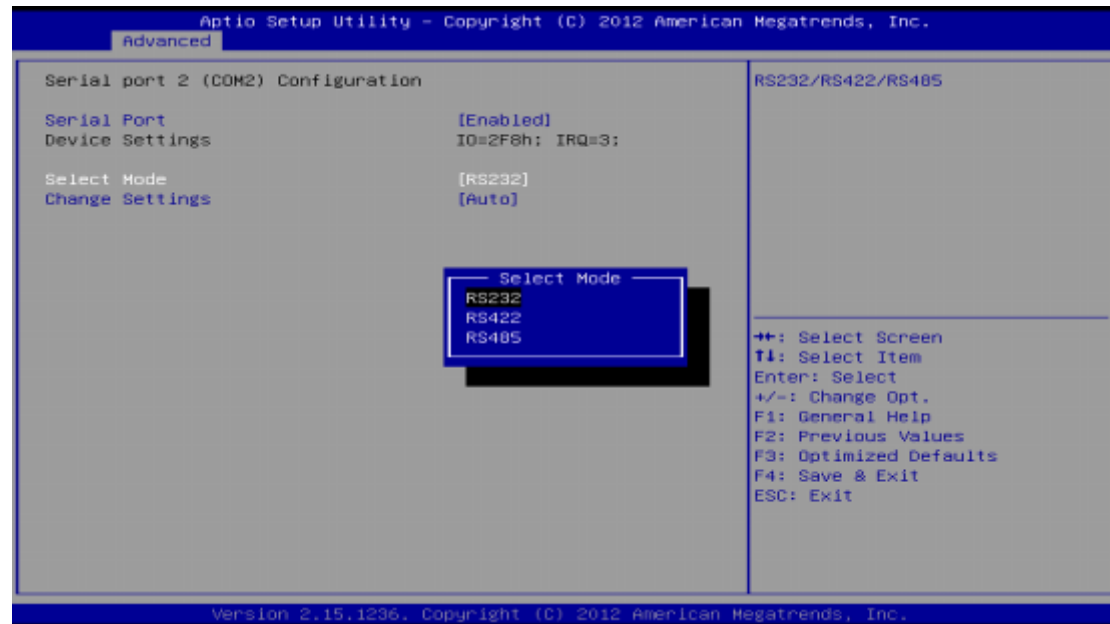 Aptio Setup Utility – Copyright (C) 2012 American Megatrends, Inc.
Advanced
Serial port 2 (COM2) Configuration
Serial Port [Enabled]
Device Settings IO=2F8h; IRQ=3;
Select Mode [RS232]
Change Settings [Auto]
Select Mode
RS232
RS422
RS485
RS232/RS422/RS485
→←: Select Screen
↑↓: Select Item
Enter: Select
+/-: Change Opt.
F1: General Help
F2: Previous Values
F3: Optimized Defaults
F4: Save & Exit
ESC: Exit
Version 2.15.1236. Copyright (C) 2012 American Megatrends, Inc.